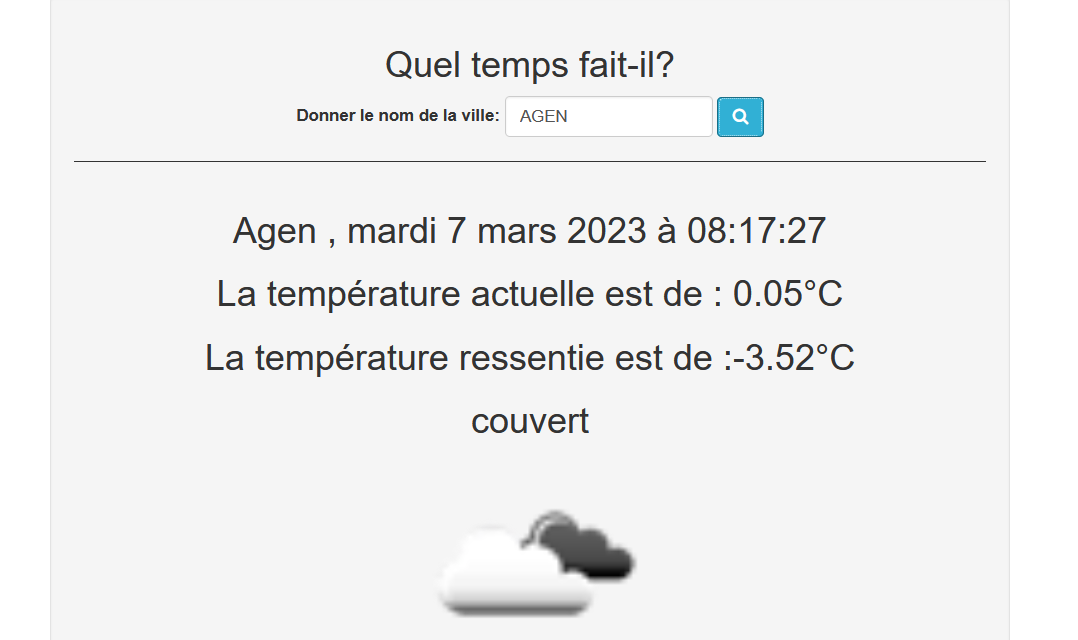 Quel temps fait-il?
Donner le nom de la ville: AGEN
Agen , mardi 7 mars 2023 à 08:17:27
La température actuelle est de : 0.05°C
La température ressentie est de :-3.52°C
couvert